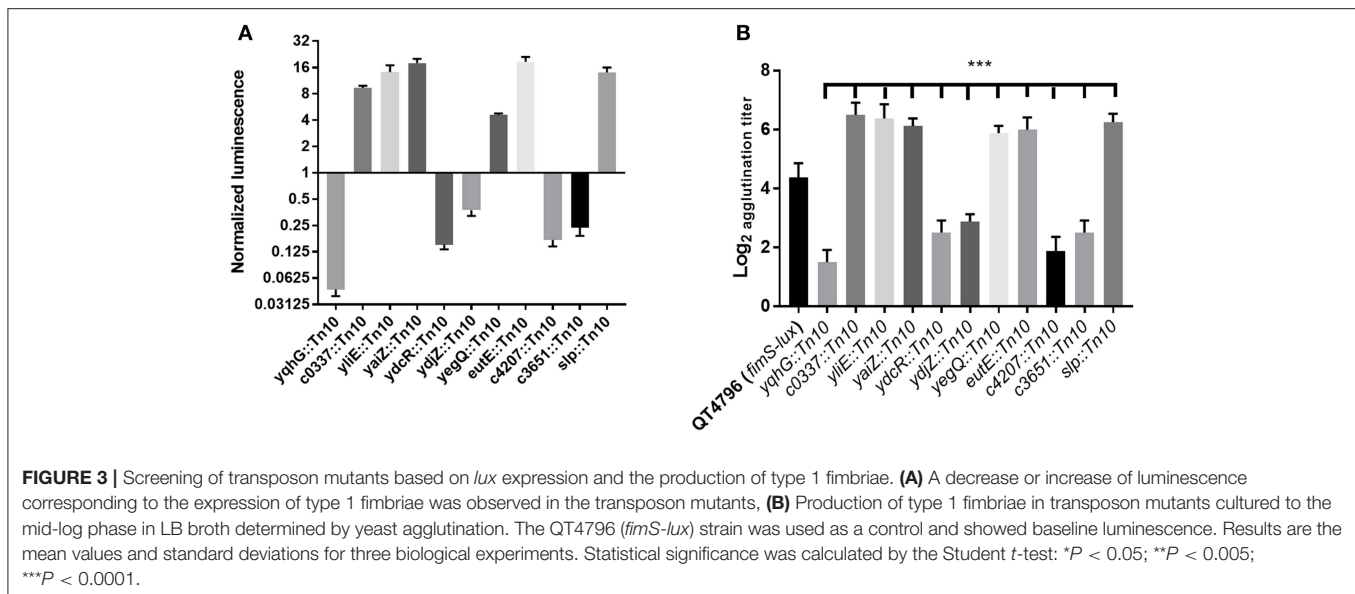 A
Normalized luminescence
32
16
8
4
2
1
0.5
0.25
0.125
0.0625
0.03125
yqhG::Tn10
c0337::Tn10
yliE::Tn10
yaiZ::Tn10
ydcR::Tn10
ydjZ::Tn10
yegQ::Tn10
eutE::Tn10
c4207::Tn10
c3651::Tn10
slp::Tn10
B
Log2 agglutination titer
8
6
4
2
0
***
QT4796 (fimS-lux)
yqhG::Tn10
c0337::Tn10
yliE::Tn10
yaiZ::Tn10
ydcR::Tn10
ydjZ::Tn10
yegQ::Tn10
eutE::Tn10
c4207::Tn10
c3651::Tn10
slp::Tn10
FIGURE 3 | Screening of transposon mutants based on lux expression and the production of type 1 fimbriae. (A) A decrease or increase of luminescence
corresponding to the expression of type 1 fimbriae was observed in the transposon mutants, (B) Production of type 1 fimbriae in transposon mutants cultured to the
mid-log phase in LB broth determined by yeast agglutination. The QT4796 (fimS-lux) strain was used as a control and showed baseline luminescence. Results are the
mean values and standard deviations for three biological experiments. Statistical significance was calculated by the Student t-test: *P < 0.05; **P < 0.005;
***P < 0.0001.